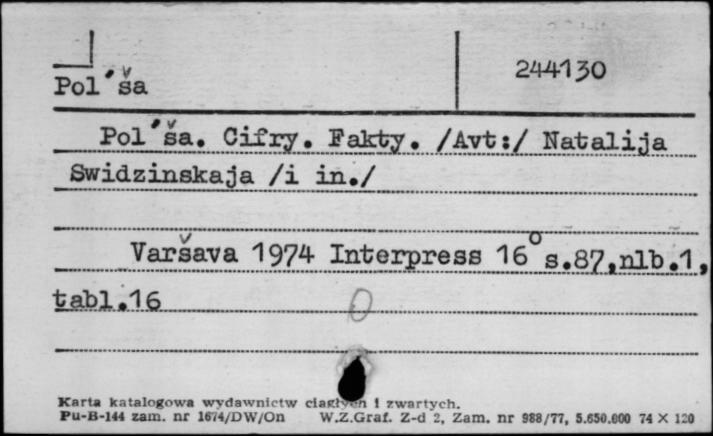 244130
Pol'ša
Pol'ša. Cifry. Fakty. /Avt:/ Natalija
Swidzinskaja /i in./
Varšava 1974 Interpress 16° s.87,nlb.1,
tabl.16
0
Karta katalogowa wydawnictw ciągłych i zwartych.
Pu-B-144 zam. nr 1674/DW/On W.Z.Graf. Z-d 2, Zam. nr 988/77, 5.650.000 74 X 120